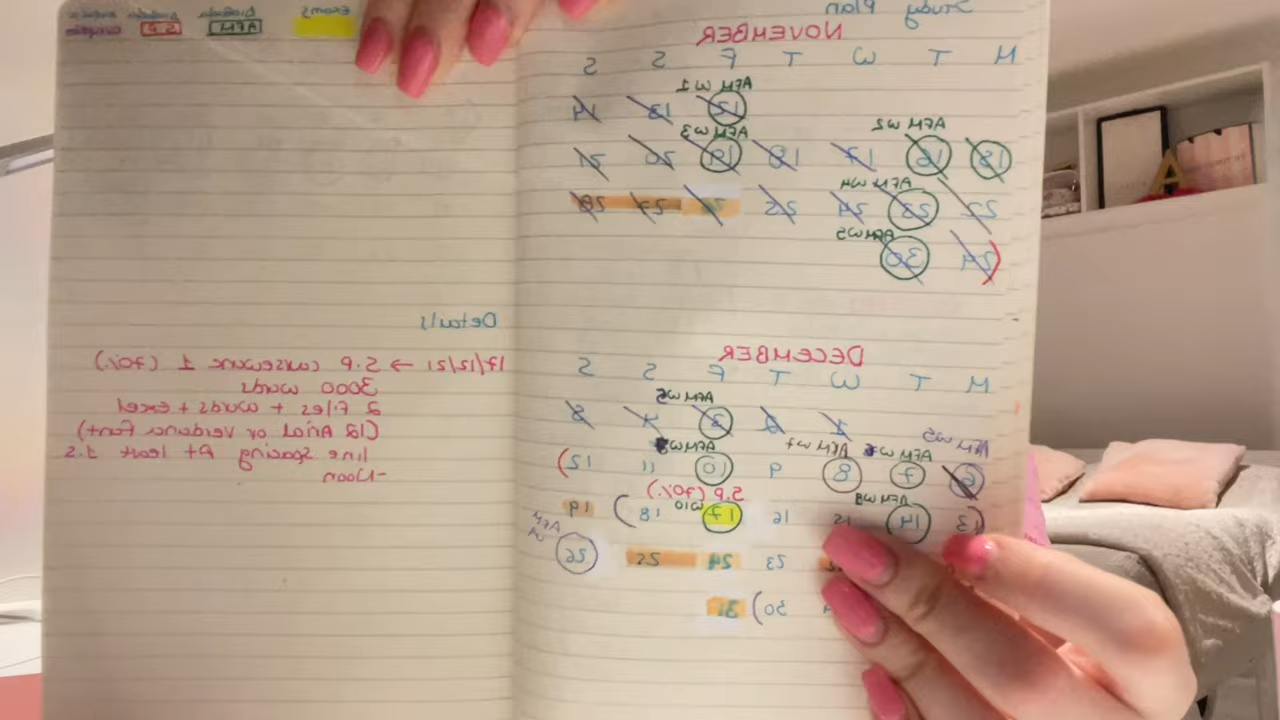 Study Plan
NOVEMBER
M T W T F S S
AFM W1
12 13 14
AFM W2 AFM W3
15 16 17 18 19 20 21
AFM W4
22 23 24 25 27 28
AFM W5
29 30
DECEMBER
M T W T F S S
AFM W6
1 2 3 4 5
AFM W5 AFM W7 AFM
6 7 8 9 10 11 12
AFM W8 W10 S.P (70%)
13 14 15 16 17 18 19
AFM
23 24 25 26
30 31
Exams
AFM
S.P
Details
17/12/21 → S.P coursework 1 (70%)
3000 words
2 Files → words + Excel
(12 Arial or Verdana Font)
line Spacing At least 1.5
-Noon